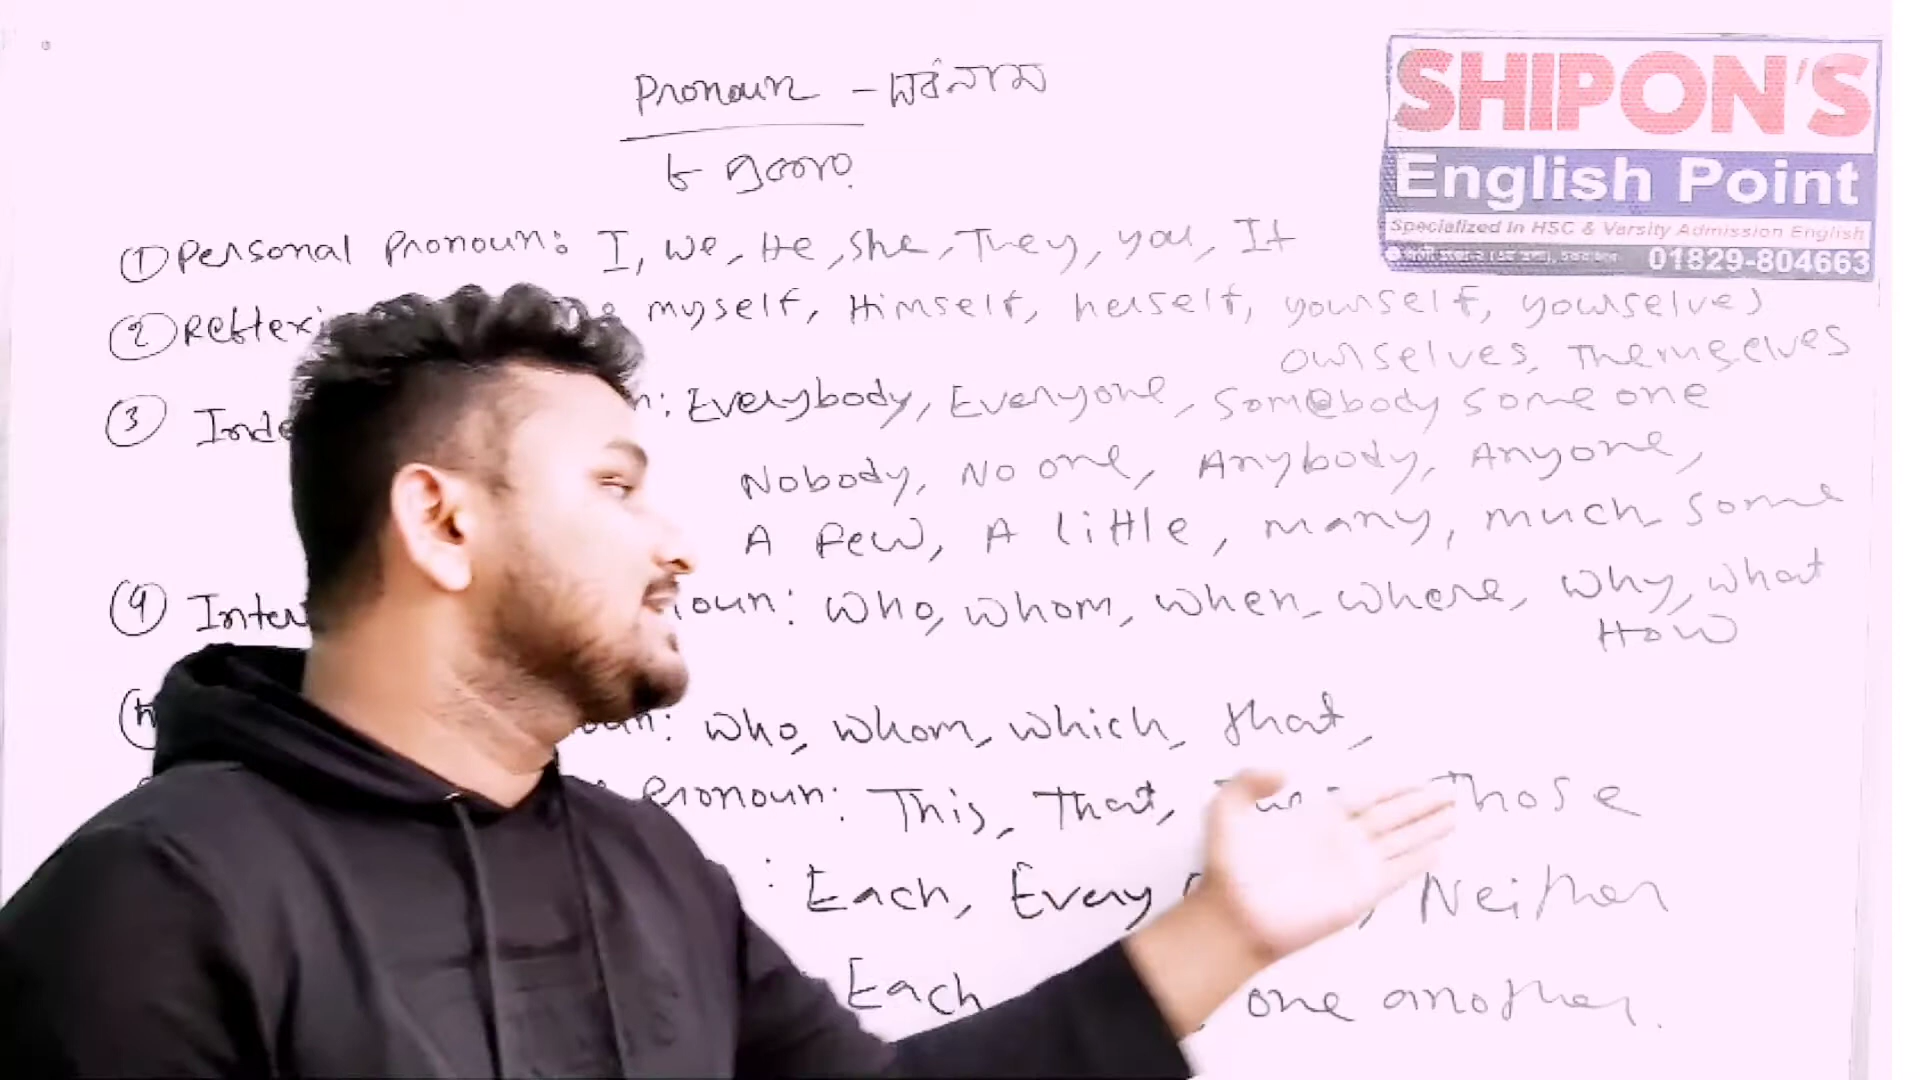 Pronoun - সর্বনাম
৮ প্রকার
SHIPON'S
English Point
Specialized in HSC & Varsity Admission English
01829-804663
① Personal Pronoun: I, We, He, She, They, you, It
② Reflexi myself, Himself, herself, yourself, yourselves
ourselves, Themselves
③ Inde n: Everybody, Everyone, Somebody Some one
Nobody, No one, Anybody, Anyone,
A few, A little, many, much some
④ Inter noun: who, whom, when, where, why, what
How
who, whom, which, that,
Pronoun: This, That, Those
: Each, Every Neither
Each one another.